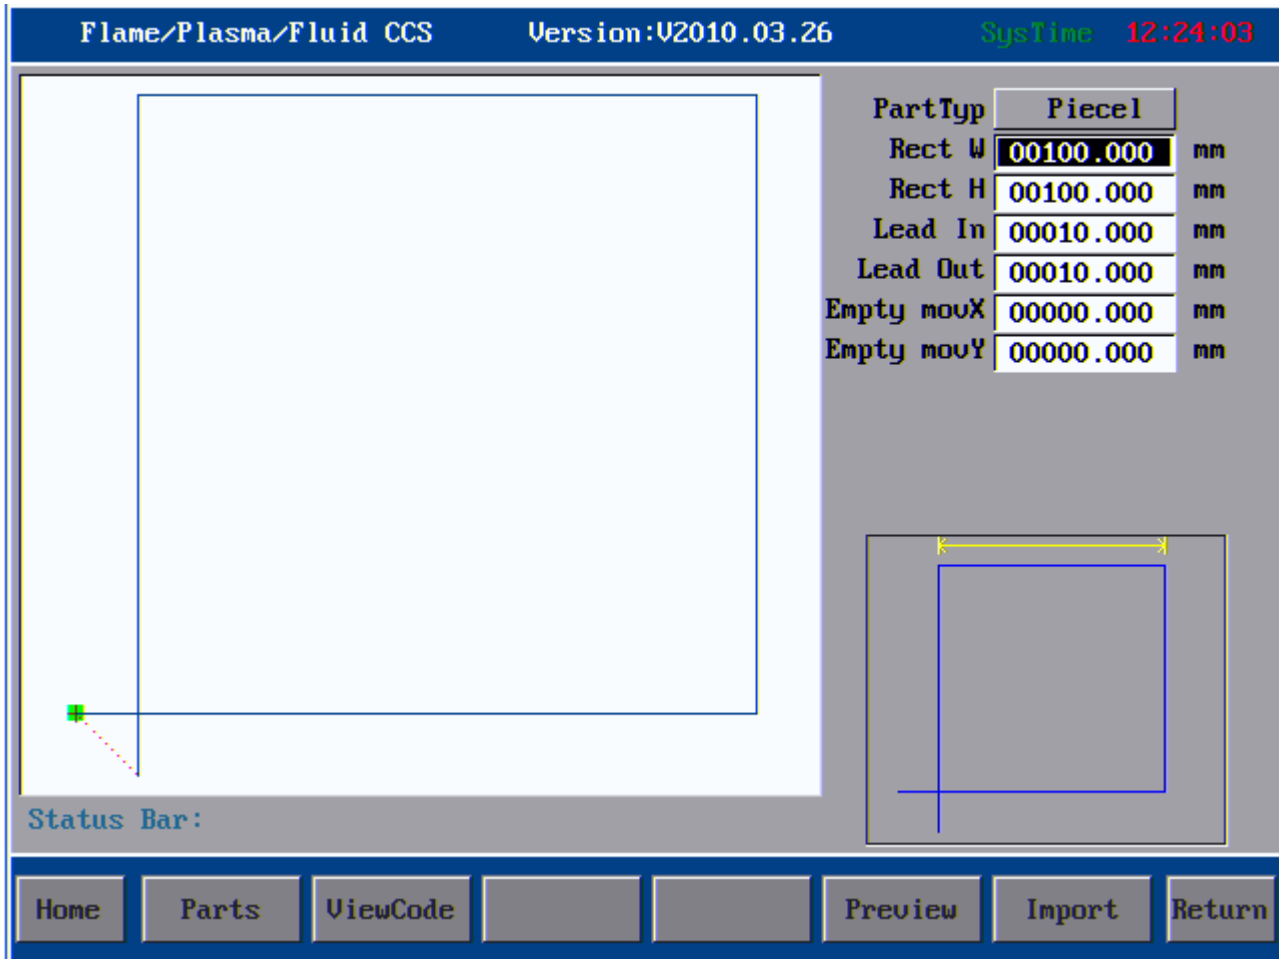 Flame/Plasma/Fluid CCS Version:V2010.03.26 SysTime 12:24:03
PartTyp Piece1
Rect W 00100.000 mm
Rect H 00100.000 mm
Lead In 00010.000 mm
Lead Out 00010.000 mm
Empty movX 00000.000 mm
Empty movY 00000.000 mm
Status Bar:
Home Parts ViewCode Preview Import Return